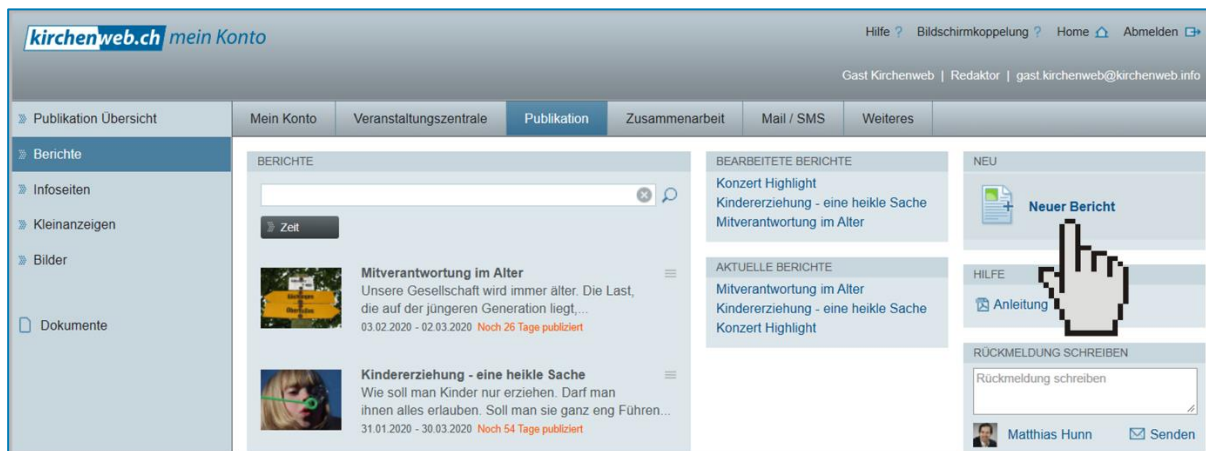 kirchenweb.ch mein Konto
Hilfe ? Bildschirmkoppelung ? Home Abmelden
Gast Kirchenweb | Redaktor | gast.kirchenweb@kirchenweb.info
Publikation Übersicht
Berichte
Infoseiten
Kleinanzeigen
Bilder
Dokumente
Mein Konto Veranstaltungszentrale Publikation Zusammenarbeit Mail / SMS Weiteres
BERICHTE
Zeit
Mitverantwortung im Alter
Unsere Gesellschaft wird immer älter. Die Last,
die auf der jüngeren Generation liegt,...
03.02.2020 - 02.03.2020 Noch 26 Tage publiziert
Kindererziehung - eine heikle Sache
Wie soll man Kinder nur erziehen. Darf man
ihnen alles erlauben. Soll man sie ganz eng Führen...
31.01.2020 - 30.03.2020 Noch 54 Tage publiziert
BEARBEITETE BERICHTE
Konzert Highlight
Kindererziehung - eine heikle Sache
Mitverantwortung im Alter
AKTUELLE BERICHTE
Mitverantwortung im Alter
Kindererziehung - eine heikle Sache
Konzert Highlight
NEU
Neuer Bericht
HILFE
Anleitung
RÜCKMELDUNG SCHREIBEN
Rückmeldung schreiben
Matthias Hunn Senden